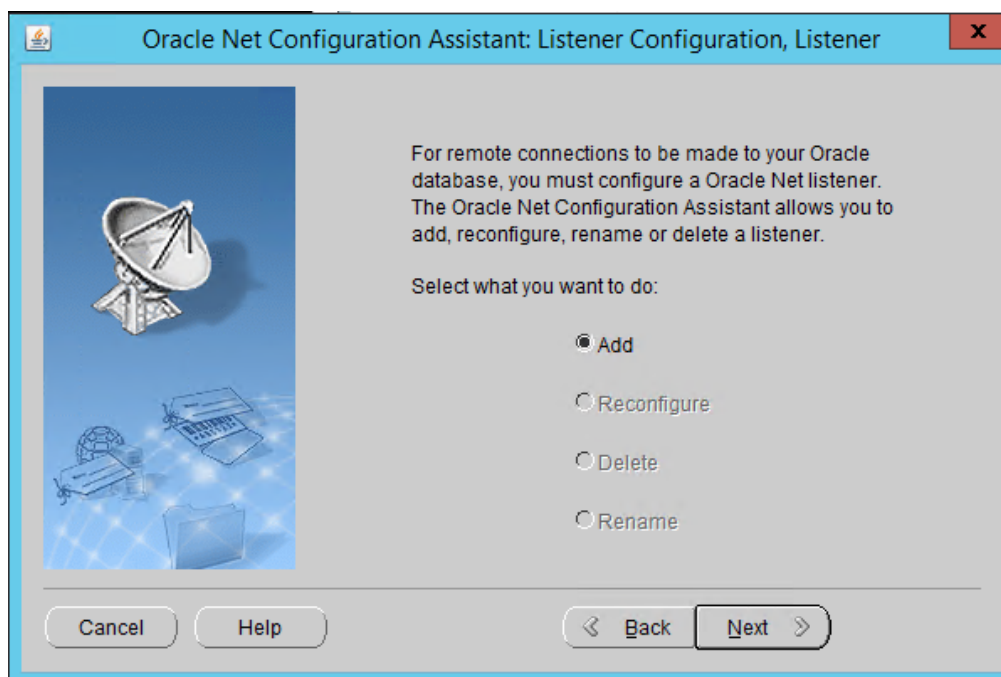 Oracle Net Configuration Assistant: Listener Configuration, Listener
x
For remote connections to be made to your Oracle
database, you must configure a Oracle Net listener.
The Oracle Net Configuration Assistant allows you to
add, reconfigure, rename or delete a listener.
Select what you want to do:
Add
Reconfigure
Delete
Rename
Cancel Help Back Next